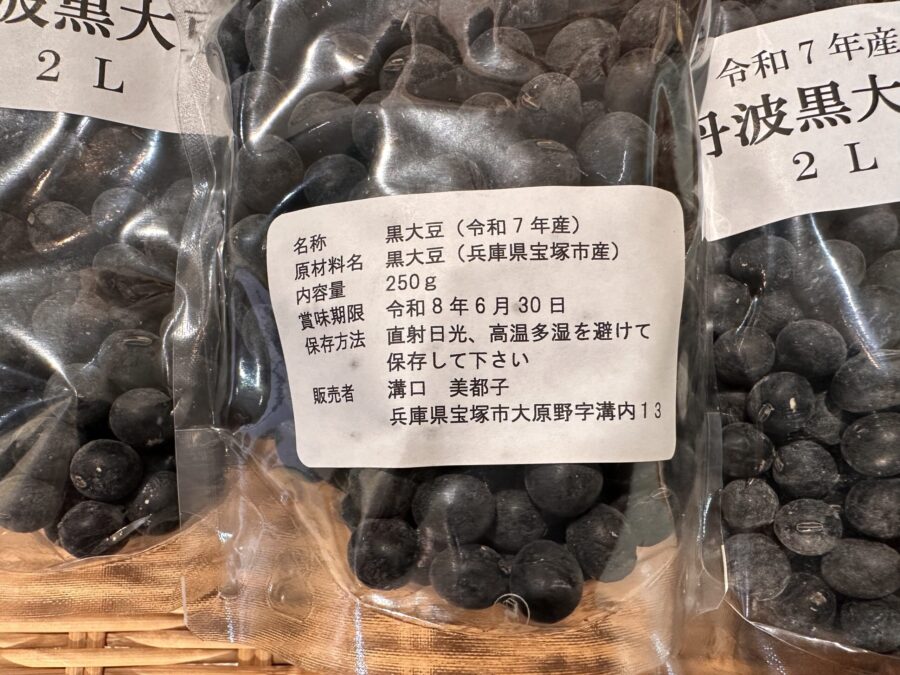 波黒大
2L
令和7年産
丹波黒大
2L
名称 黒大豆(令和7年産)
原材料名 黒大豆(兵庫県宝塚市産)
内容量 250g
賞味期限 令和8年6月30日
保存方法 直射日光、高温多湿を避けて
保存して下さい
販売者 溝口 美都子
兵庫県宝塚市大原野字溝内13